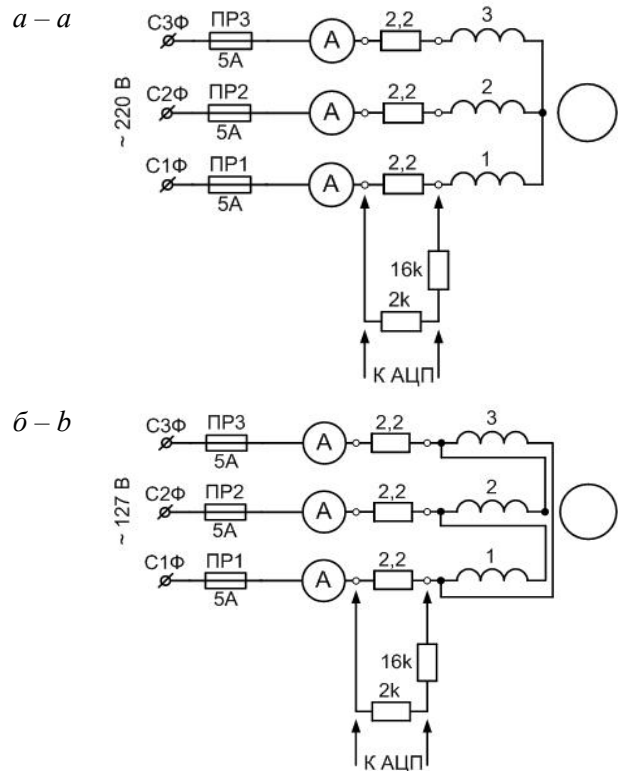 а – a
С3Ф ПР3 5А А 2,2 3
С2Ф ПР2 5А А 2,2 2
~ 220 В
С1Ф ПР1 5А А 2,2 1
16k
2k
К АЦП
б – b
С3Ф ПР3 5А А 2,2 3
С2Ф ПР2 5А А 2,2 2
~ 127 В
С1Ф ПР1 5А А 2,2 1
16k
2k
К АЦП